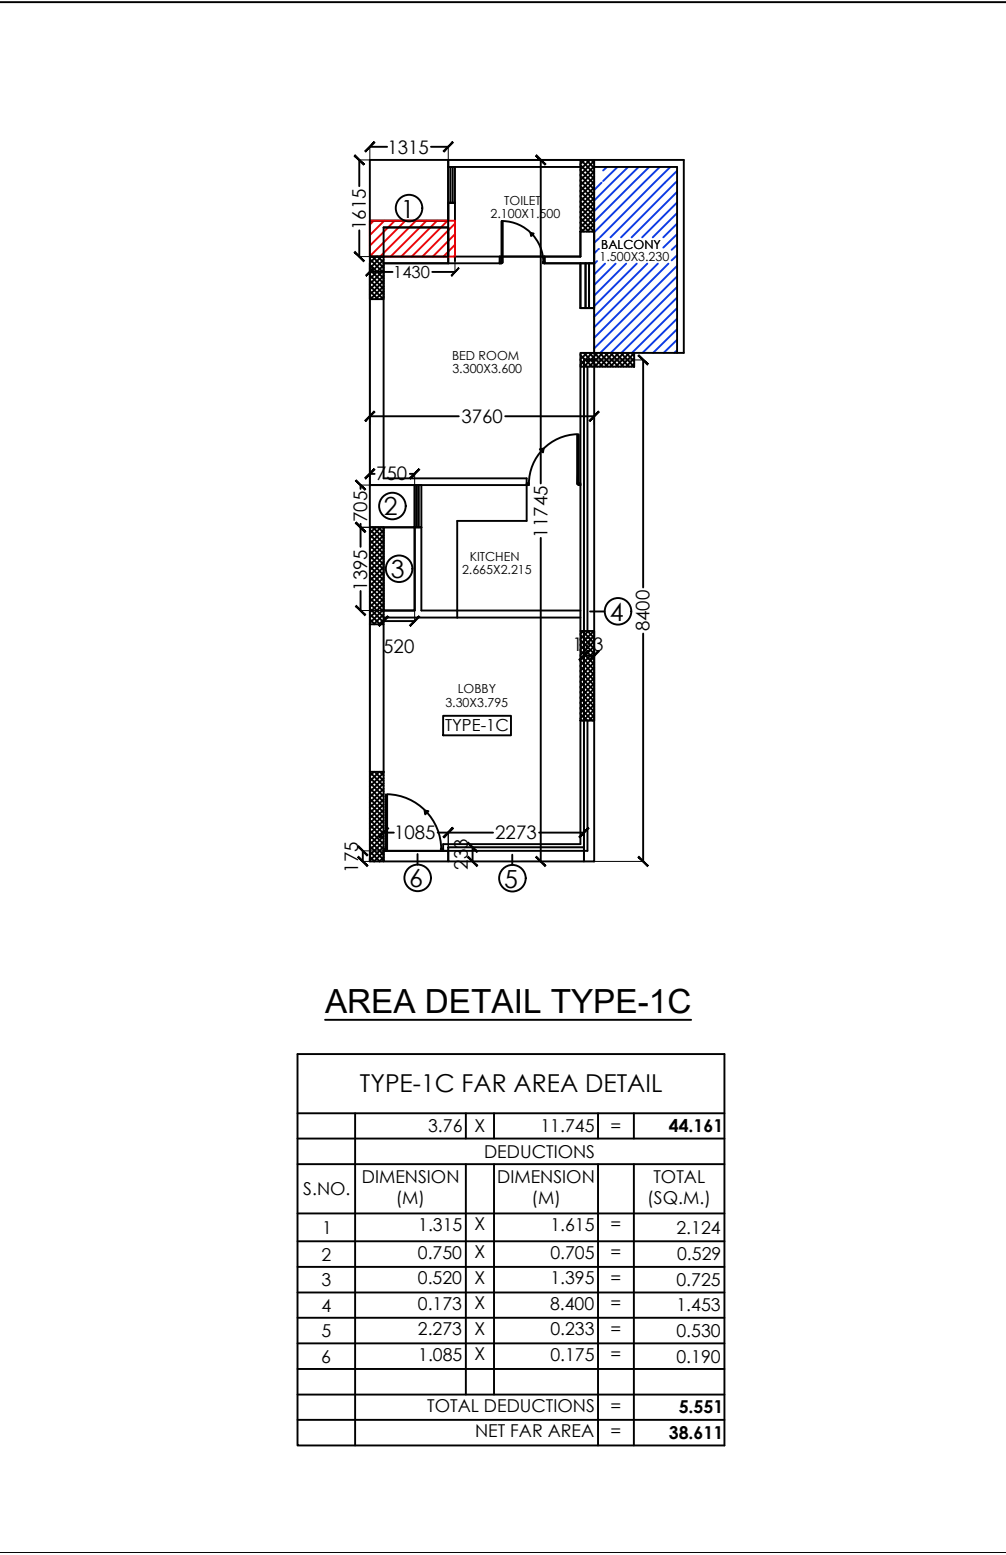 1315
1615
1
TOILET
2.100X1.500
BALCONY
1.500X3.230
1430
BED ROOM
3.300X3.600
3760
750
705
2
11745
1395
3
KITCHEN
2.665X2.215
4
8400
520
LOBBY
3.30X3.795
TYPE-1C
1085
2273
175
233
6
5
AREA DETAIL TYPE-1C
TYPE-1C FAR AREA DETAIL
3.76 X 11.745 = 44.161
DEDUCTIONS
S.NO. DIMENSION (M) DIMENSION (M) TOTAL (SQ.M.)
1 1.315 X 1.615 = 2.124
2 0.750 X 0.705 = 0.529
3 0.520 X 1.395 = 0.725
4 0.173 X 8.400 = 1.453
5 2.273 X 0.233 = 0.530
6 1.085 X 0.175 = 0.190
TOTAL DEDUCTIONS = 5.551
NET FAR AREA = 38.611